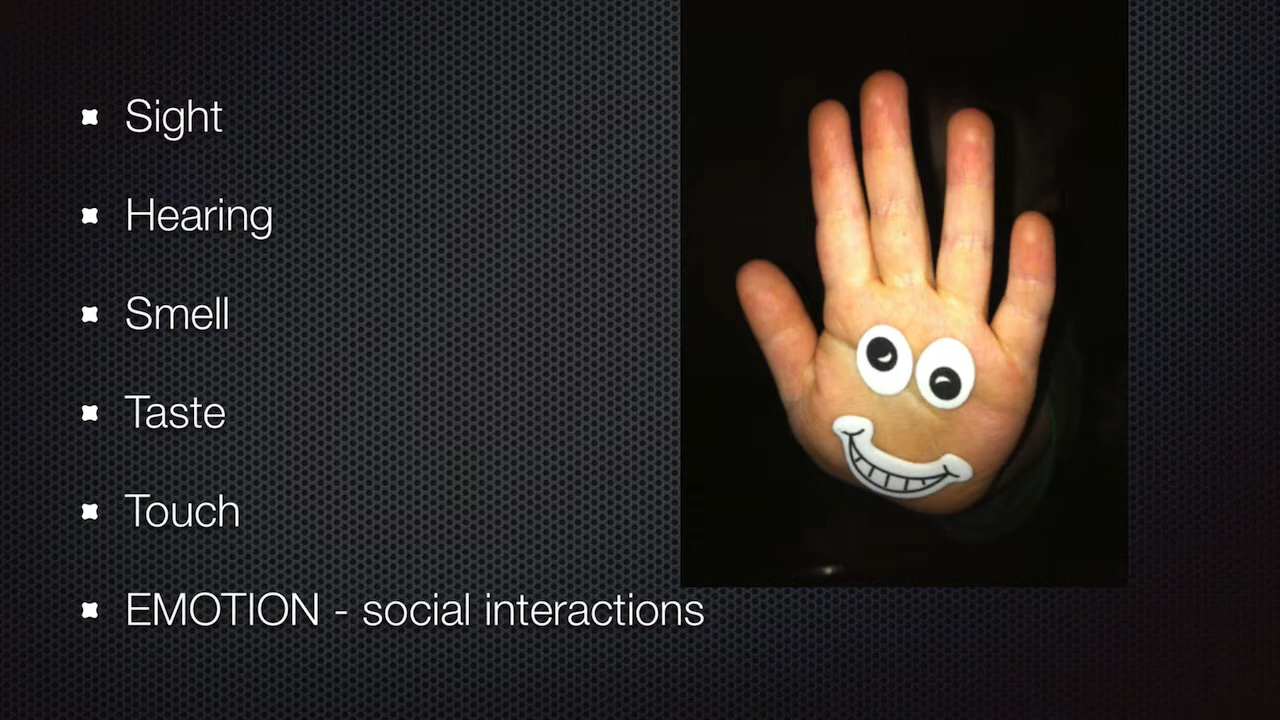 Sight
Hearing
Smell
Taste
Touch
EMOTION - social interactions